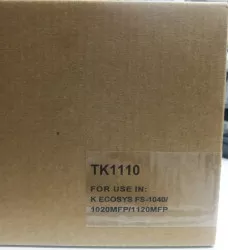 TK1110
FOR USE IN:
K ECOSYS FS-1040/
1020MFP/1120MFP